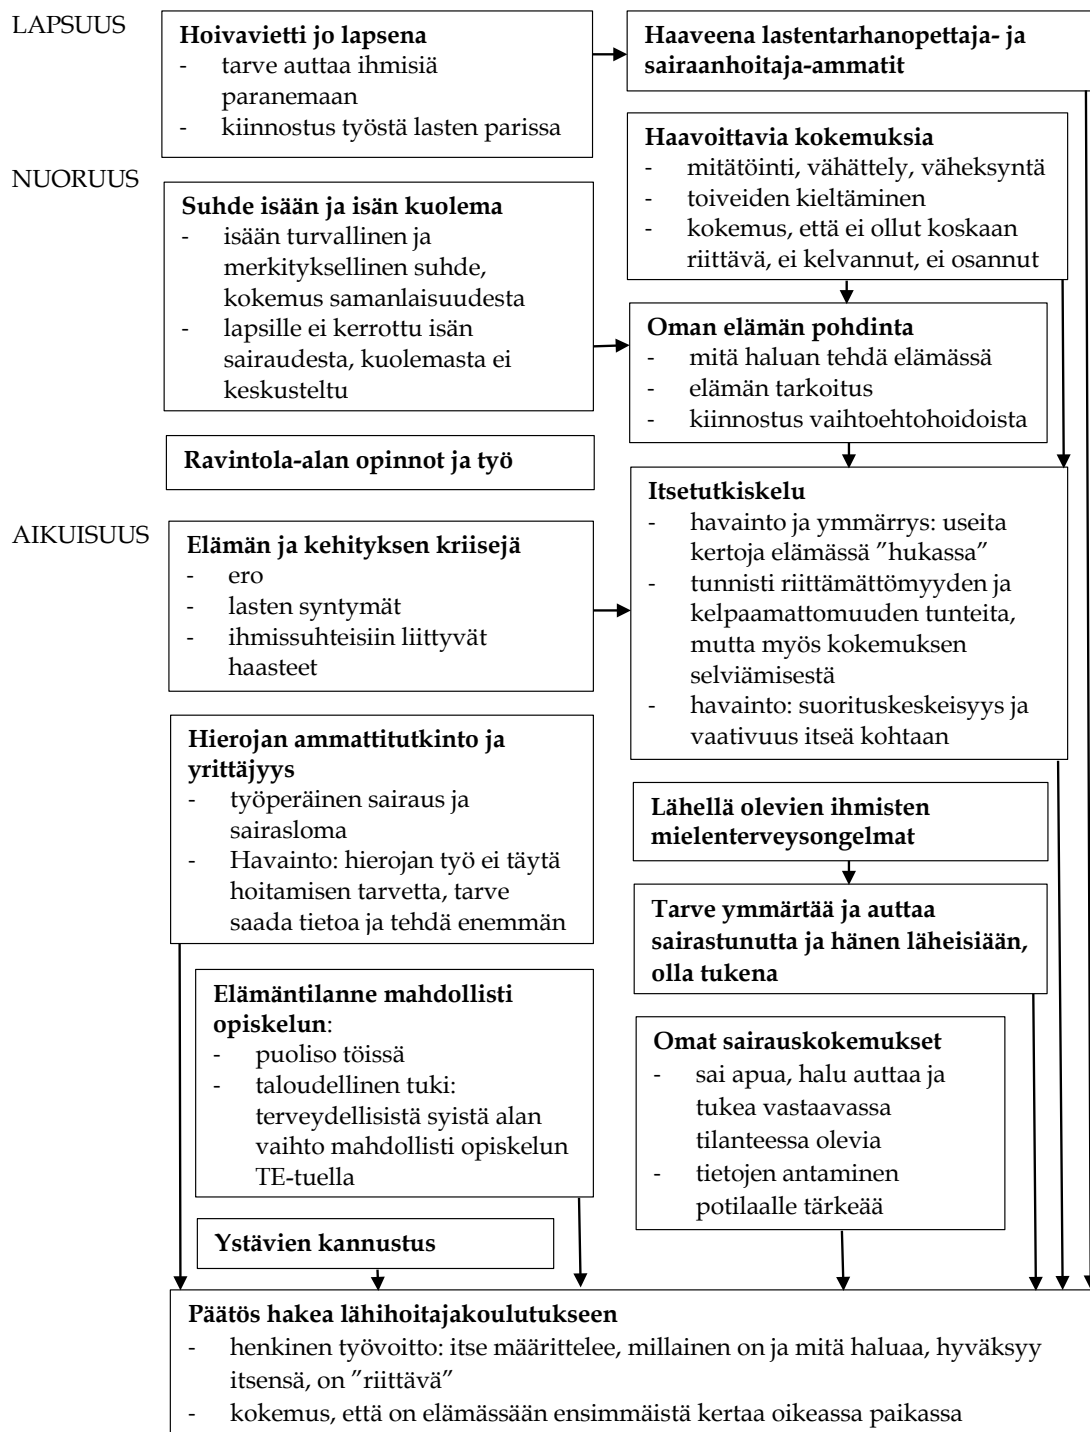 LAPSUUS
Hoivavietti jo lapsena
- tarve auttaa ihmisiä
paranemaan
- kiinnostus työstä lasten parissa
Haaveena lastentarhanopettaja- ja
sairaanhoitaja-ammatit
Haavoittavia kokemuksia
- mitätöinti, vähättely, väheksyntä
- toiveiden kieltäminen
- kokemus, että ei ollut koskaan
riittävä, ei kelvannut, ei osannut
NUORUUS
Suhde isään ja isän kuolema
- isään turvallinen ja
merkityksellinen suhde,
kokemus samanlaisuudesta
- lapsille ei kerrottu isän
sairaudesta, kuolemasta ei
keskusteltu
Oman elämän pohdinta
- mitä haluan tehdä elämässä
- elämän tarkoitus
- kiinnostus vaihtoehtohoidoista
Ravintola-alan opinnot ja työ
Itsetutkiskelu
- havainto ja ymmärrys: useita
kertoja elämässä ”hukassa”
- tunnisti riittämättömyyden ja
kelpaamattomuuden tunteita,
mutta myös kokemuksen
selviämisestä
- havainto: suorituskeskeisyys ja
vaativuus itseä kohtaan
AIKUISUUS
Elämän ja kehityksen kriisejä
- ero
- lasten syntymät
- ihmissuhteisiin liittyvät
haasteet
Hierojan ammattitutkinto ja
yrittäjyys
- työperäinen sairaus ja
sairasloma
- Havainto: hierojan työ ei täytä
hoitamisen tarvetta, tarve
saada tietoa ja tehdä enemmän
Lähellä olevien ihmisten
mielenterveysongelmat
Tarve ymmärtää ja auttaa
sairastunutta ja hänen läheisiään,
olla tukena
Elämäntilanne mahdollisti
opiskelun:
- puoliso töissä
- taloudellinen tuki:
terveydellisistä syistä alan
vaihto mahdollisti opiskelun
TE-tuella
Omat sairauskokemukset
- sai apua, halu auttaa ja
tukea vastaavassa
tilanteessa olevia
- tietojen antaminen
potilaalle tärkeää
Ystävien kannustus
Päätös hakea lähihoitajakoulutukseen
- henkinen työvoitto: itse määrittelee, millainen on ja mitä haluaa, hyväksyy
itsensä, on ”riittävä”
- kokemus, että on elämässään ensimmäistä kertaa oikeassa paikassa